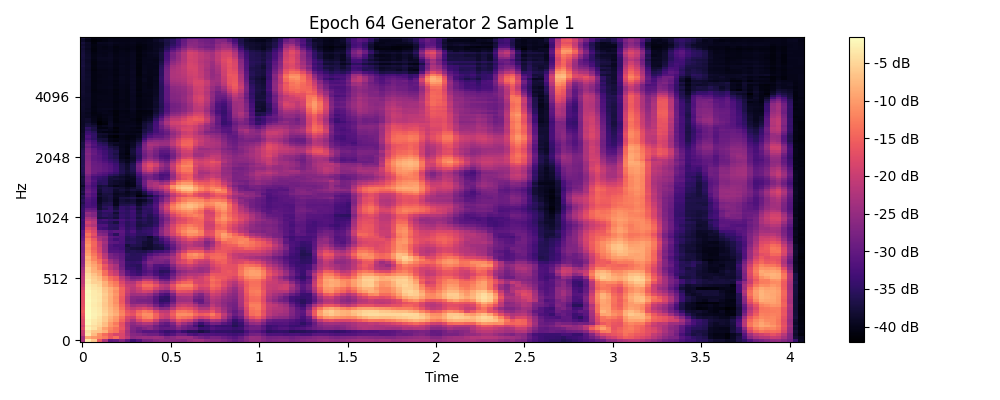 Epoch 64 Generator 2 Sample 1
Hz
4096
2048
1024
512
0
0
0.5
1
1.5
2
2.5
3
3.5
4
Time
-5 dB
-10 dB
-15 dB
-20 dB
-25 dB
-30 dB
-35 dB
-40 dB